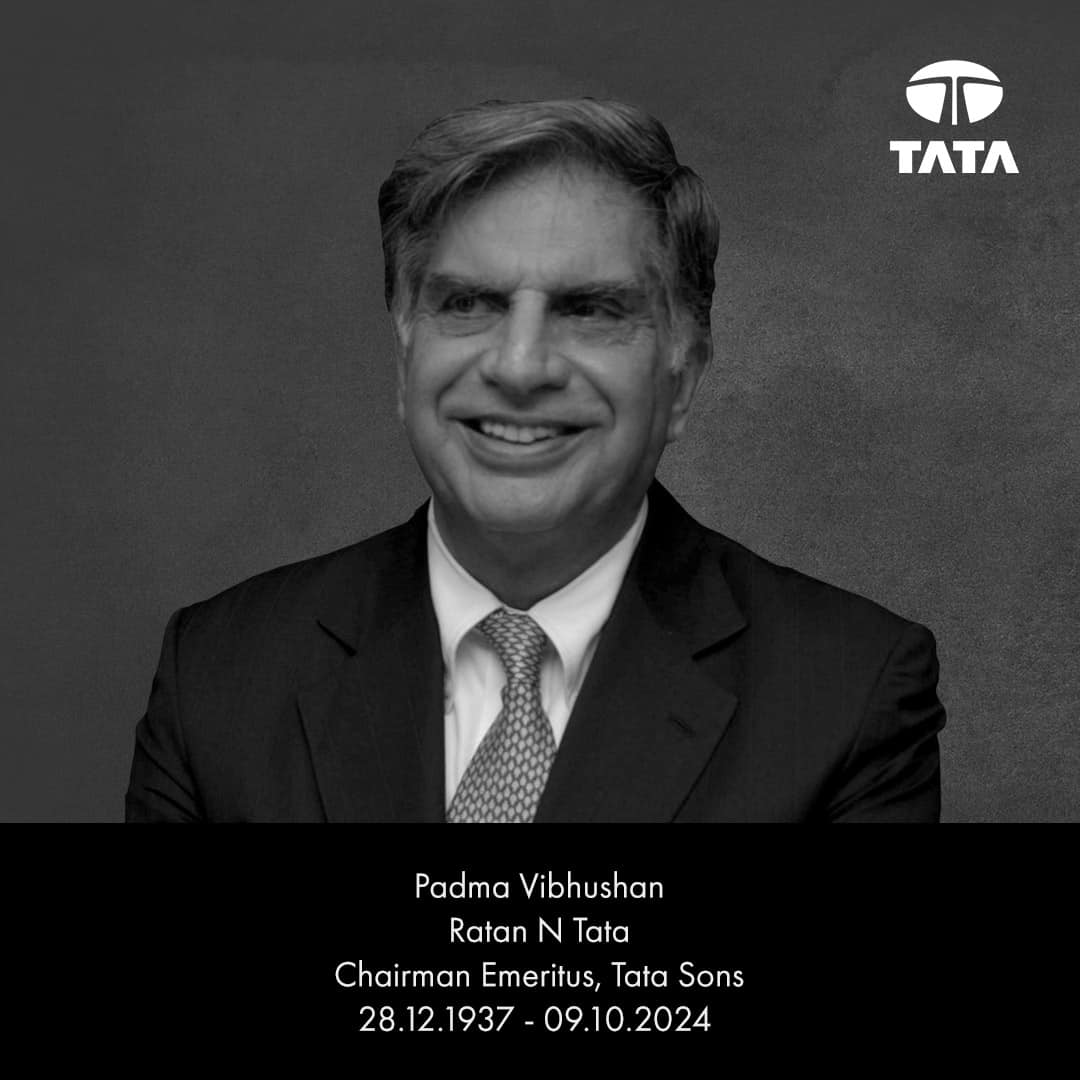 TATA
Padma Vibhushan
Ratan N Tata
Chairman Emeritus, Tata Sons
28.12.1937 - 09.10.2024